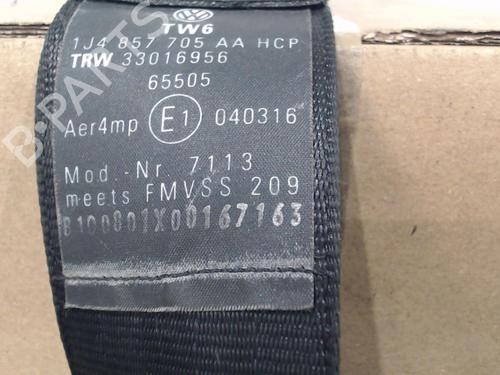 TW6
1J4 857 705 AA HCP
TRW 33016956
65505
Aer4mp E1 040316
Mod.-Nr 7113
meets FMVSS 209
B100801X00167163
B-PARTS